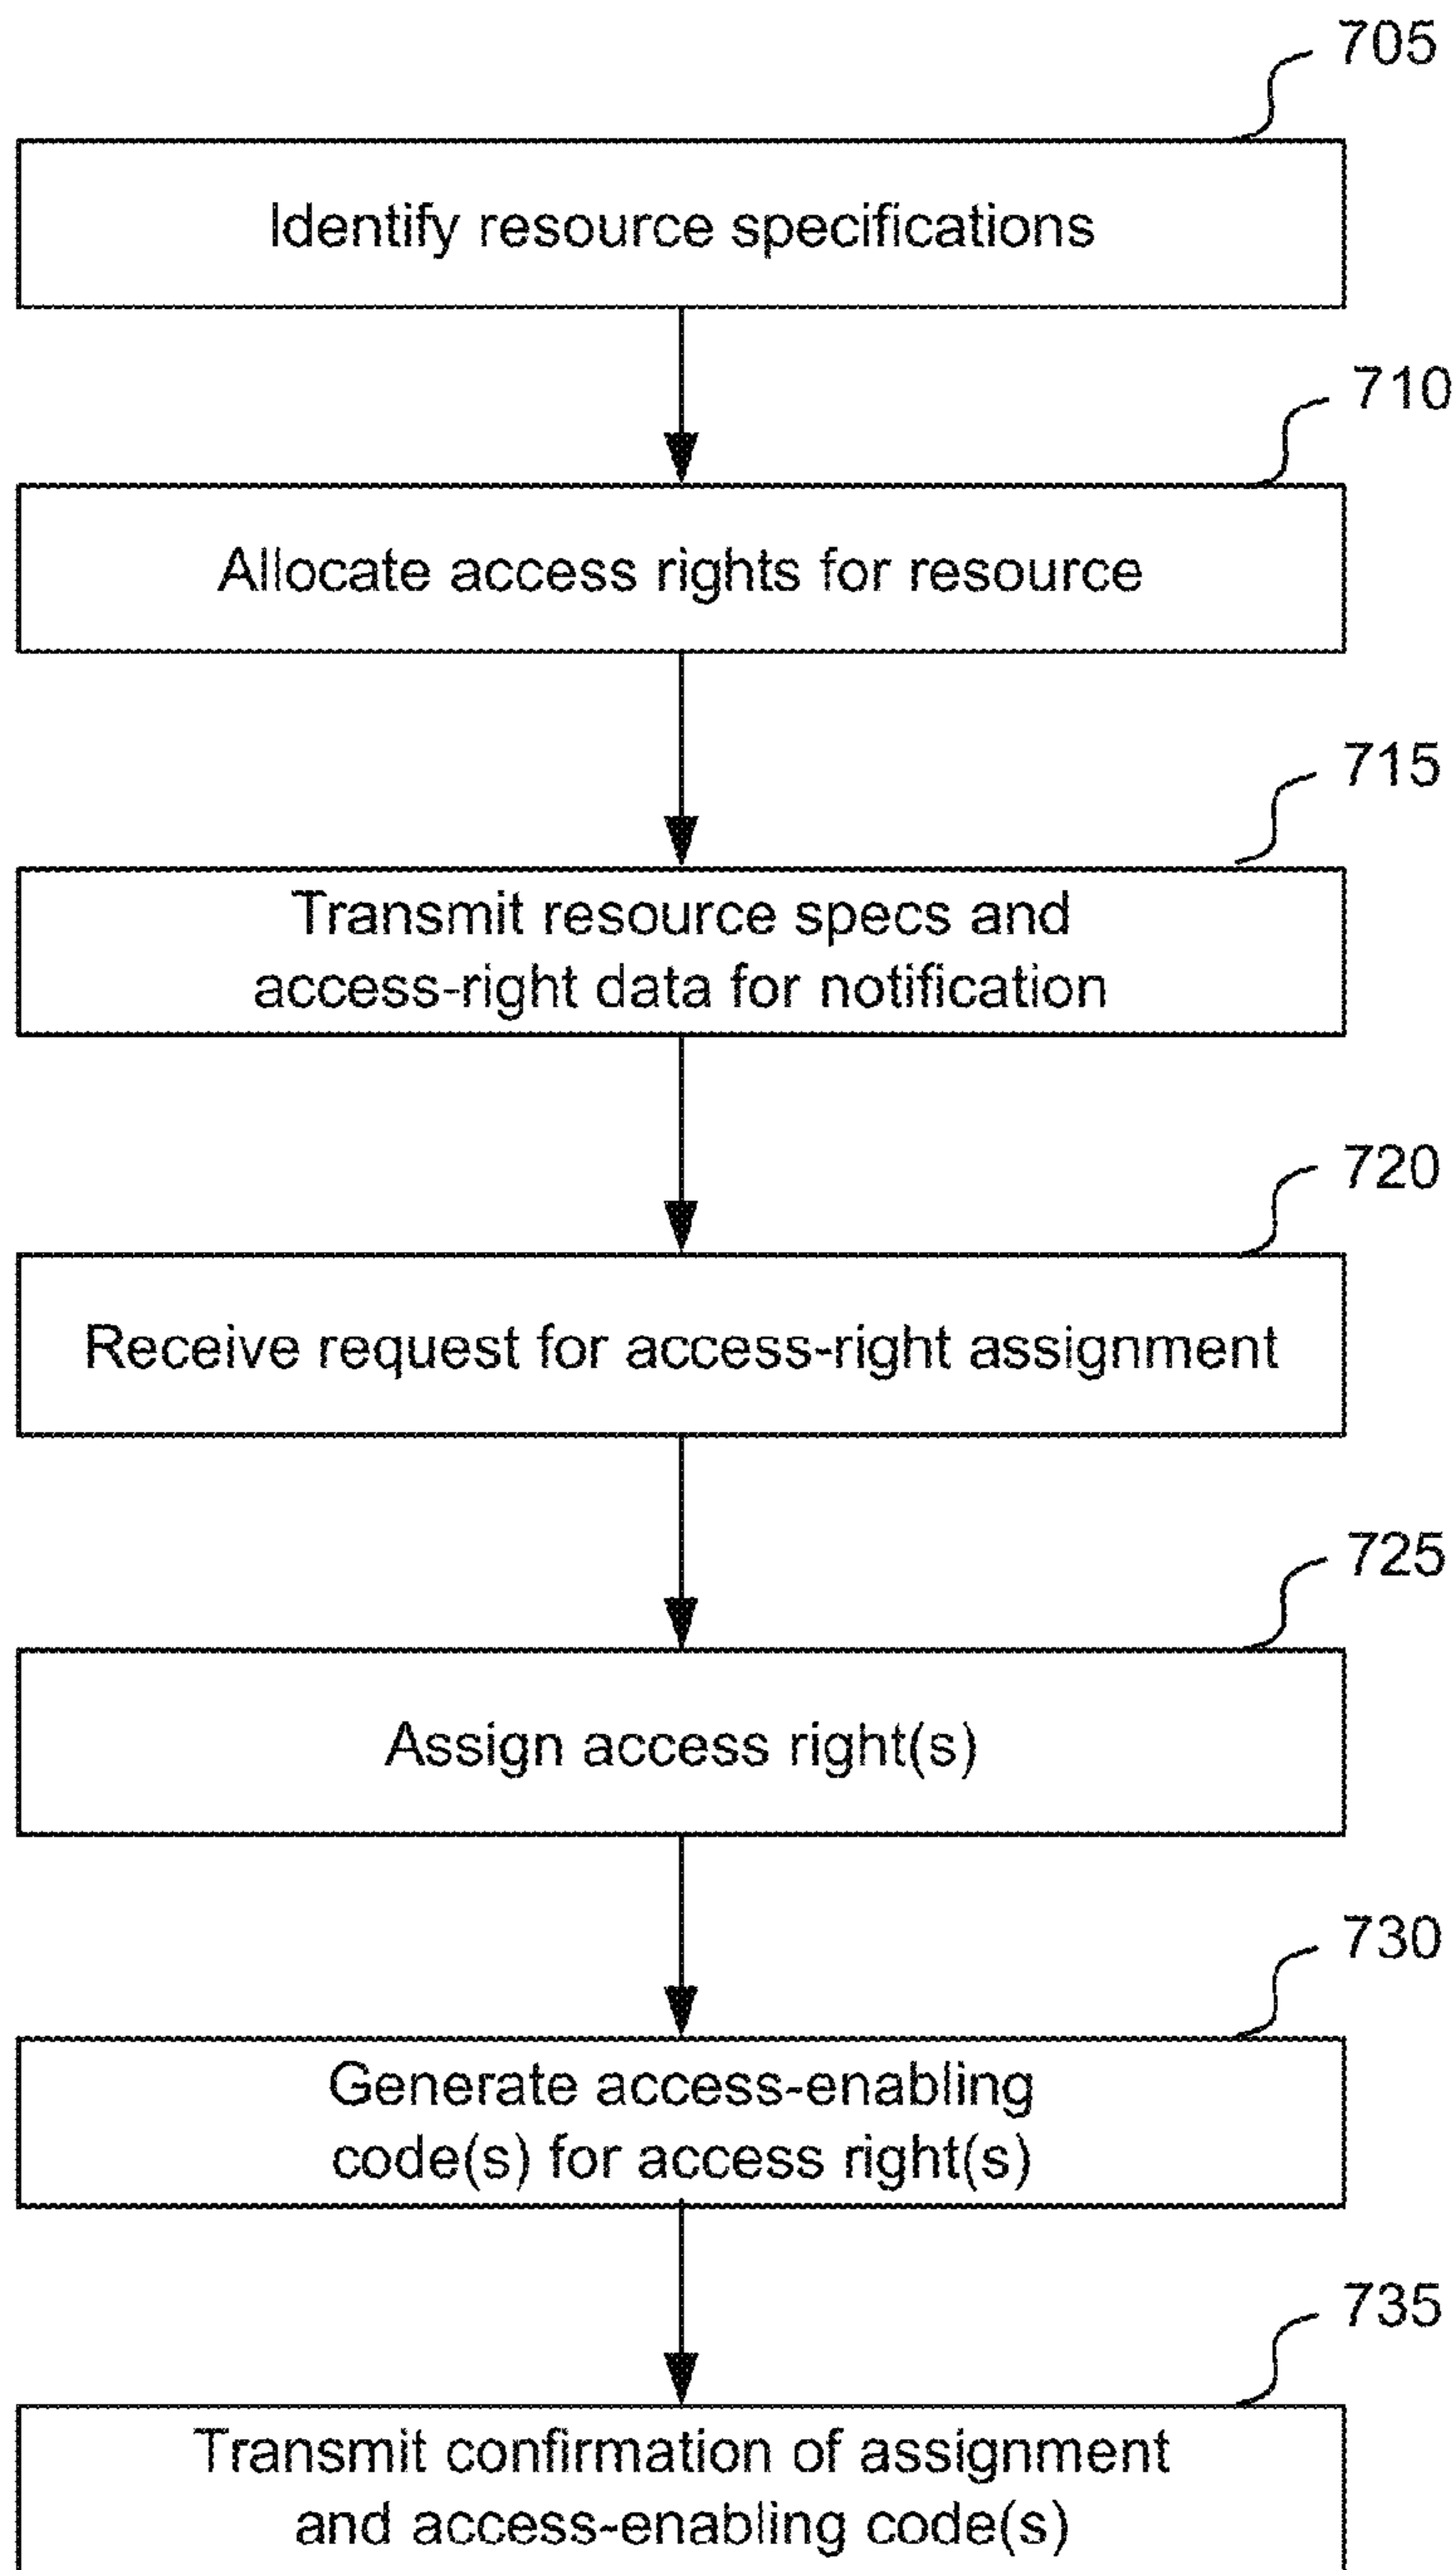 705
Identify resource specifications
710
Allocate access rights for resource
715
Transmit resource specs and
access-right data for notification
720
Receive request for access-right assignment
725
Assign access right(s)
730
Generate access-enabling
code(s) for access right(s)
735
Transmit confirmation of assignment
and access-enabling code(s)